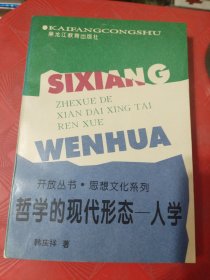 KAIFANGCONGSHU
黑龙江教育出版社
SIXIANG
ZHEXUE DE
XIAN DAI XING TAI
REN XUE
WENHUA
开放丛书·思想文化系列
哲学的现代形态—人学
韩庆祥 著